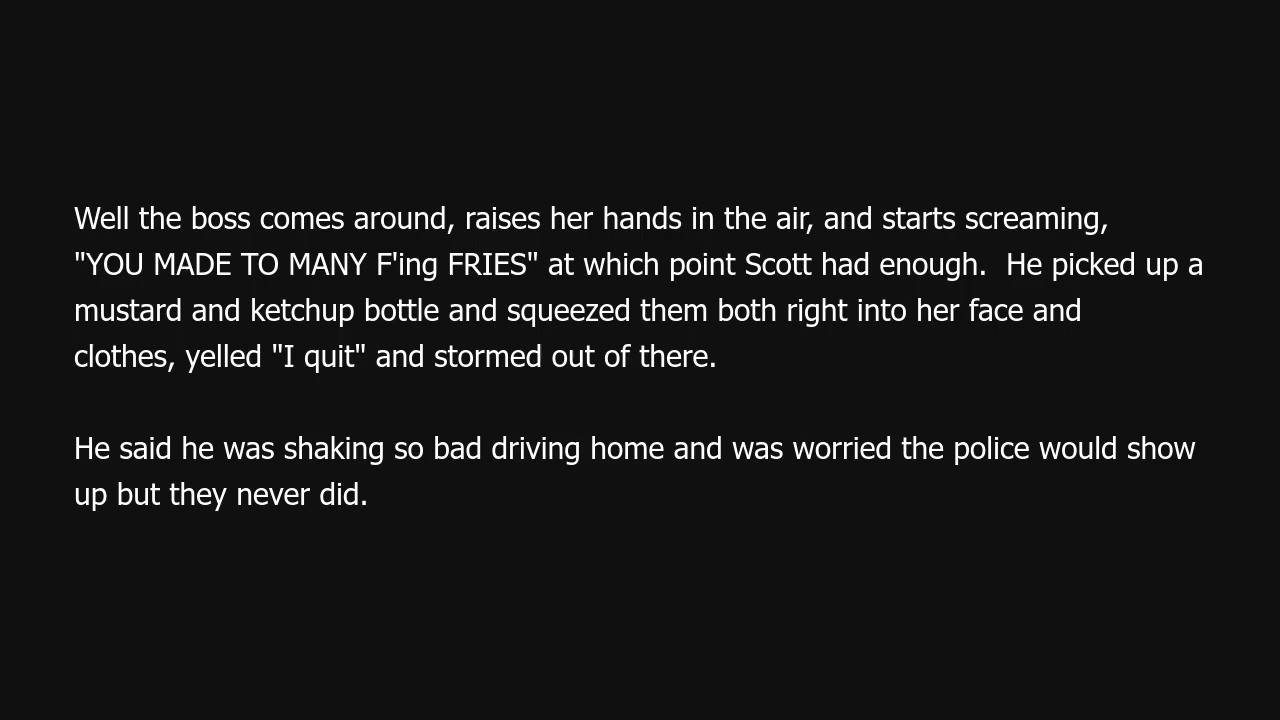 Well the boss comes around, raises her hands in the air, and starts screaming,
"YOU MADE TO MANY F'ing FRIES" at which point Scott had enough.  He picked up a
mustard and ketchup bottle and squeezed them both right into her face and
clothes, yelled "I quit" and stormed out of there.
He said he was shaking so bad driving home and was worried the police would show
up but they never did.